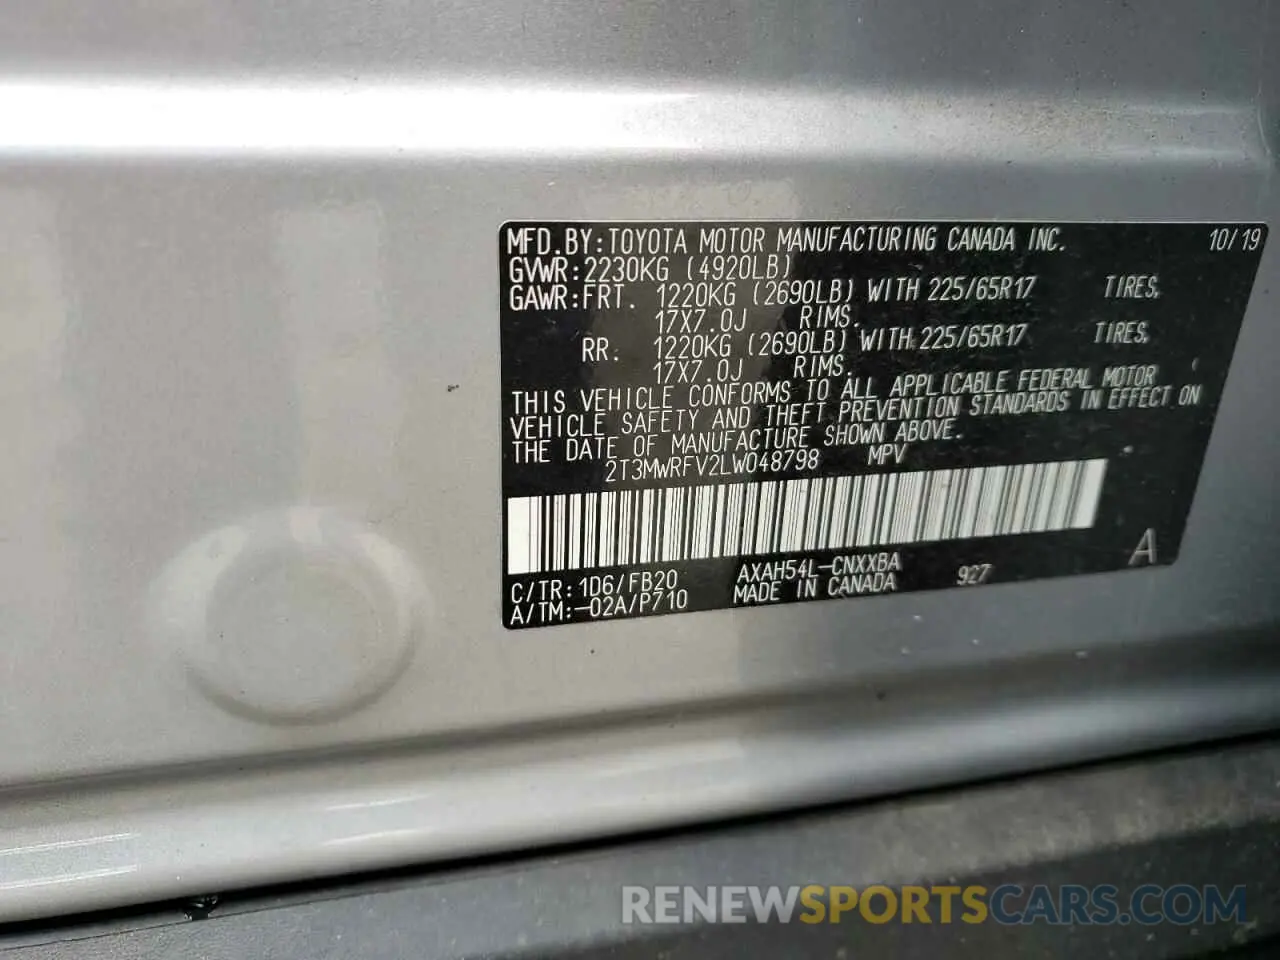 MFD.BY:TOYOTA MOTOR MANUFACTURING CANADA INC. 10/19
GVWR:2230KG (4920LB)
GAWR:FRT. 1220KG (2690LB) WITH 225/65R17 TIRES,
17X7.0J RIMS.
RR. 1220KG (2690LB) WITH 225/65R17 TIRES,
17X7.0J RIMS.
THIS VEHICLE CONFORMS TO ALL APPLICABLE FEDERAL MOTOR
VEHICLE SAFETY AND THEFT PREVENTION STANDARDS IN EFFECT ON
THE DATE OF MANUFACTURE SHOWN ABOVE.
2T3MWRFV2LW048798 MPV
C/TR:1D6/FB20 AXAH54L-CNXXBA A
A/TM:-02A/P710 MADE IN CANADA 927
RENEWSPORTSCARS.COM